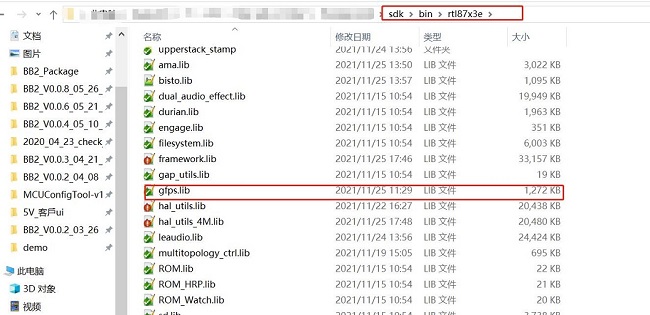 sdk > bin > rtl87x3e >
文档
图片
BB2_Package
BB2_V0.0.8_05_26_
BB2_V0.0.6_05_21_
BB2_V0.0.4_05_10_
2020_04_23_check_
BB2_V0.0.3_04_21_
BB2_V0.0.2_04_08
MCUConfigTool-v1
5V_客戶ui
BB2_V0.0.2_03_26
demo
此电脑
3D 对象
视频
名称 修改日期 类型 大小
upperstack_stamp 2021/11/24 13:56 文件夹
ama.lib 2021/11/25 13:50 LIB 文件 3,022 KB
bisto.lib 2021/11/25 13:57 LIB 文件 1,095 KB
dual_audio_effect.lib 2021/11/15 10:54 LIB 文件 19,949 KB
durian.lib 2021/11/15 10:54 LIB 文件 1,963 KB
engage.lib 2021/11/15 10:54 LIB 文件 351 KB
filesystem.lib 2021/11/15 10:54 LIB 文件 6,003 KB
framework.lib 2021/11/25 17:46 LIB 文件 33,157 KB
gap_utils.lib 2021/11/15 10:54 LIB 文件 19 KB
gfps.lib 2021/11/25 11:29 LIB 文件 1,272 KB
hal_utils.lib 2021/11/22 16:27 LIB 文件 20,438 KB
hal_utils_4M.lib 2021/11/25 17:48 LIB 文件 20,480 KB
leaudio.lib 2021/11/24 13:56 LIB 文件 24,424 KB
multitopology_ctrl.lib 2021/11/19 15:05 LIB 文件 695 KB
ROM.lib 2021/11/15 10:54 LIB 文件 22 KB
ROM_HRP.lib 2021/11/15 10:54 LIB 文件 21 KB
ROM_Watch.lib 2021/11/15 10:54 LIB 文件 20 KB